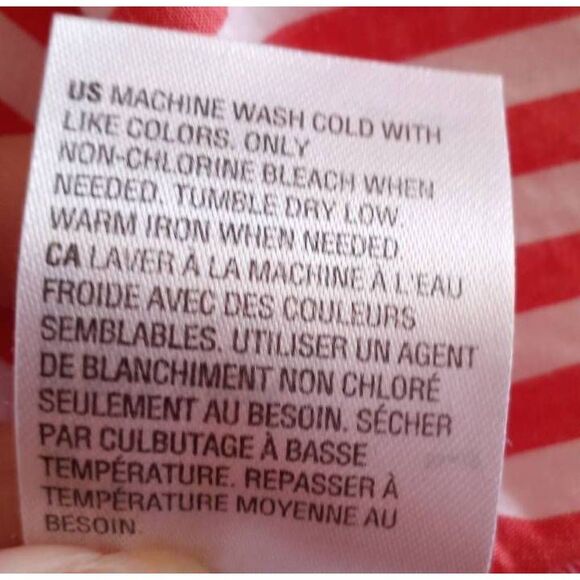 US MACHINE WASH COLD WITH
LIKE COLORS. ONLY
NON-CHLORINE BLEACH WHEN
NEEDED. TUMBLE DRY LOW
WARM IRON WHEN NEEDED
CA LAVER À LA MACHINE À L'EAU
FROIDE AVEC DES COULEURS
SEMBLABLES. UTILISER UN AGENT
DE BLANCHIMENT NON CHLORÉ
SEULEMENT AU BESOIN. SÉCHER
PAR CULBUTAGE À BASSE
TEMPÉRATURE. REPASSER À
TEMPÉRATURE MOYENNE AU
BESOIN.